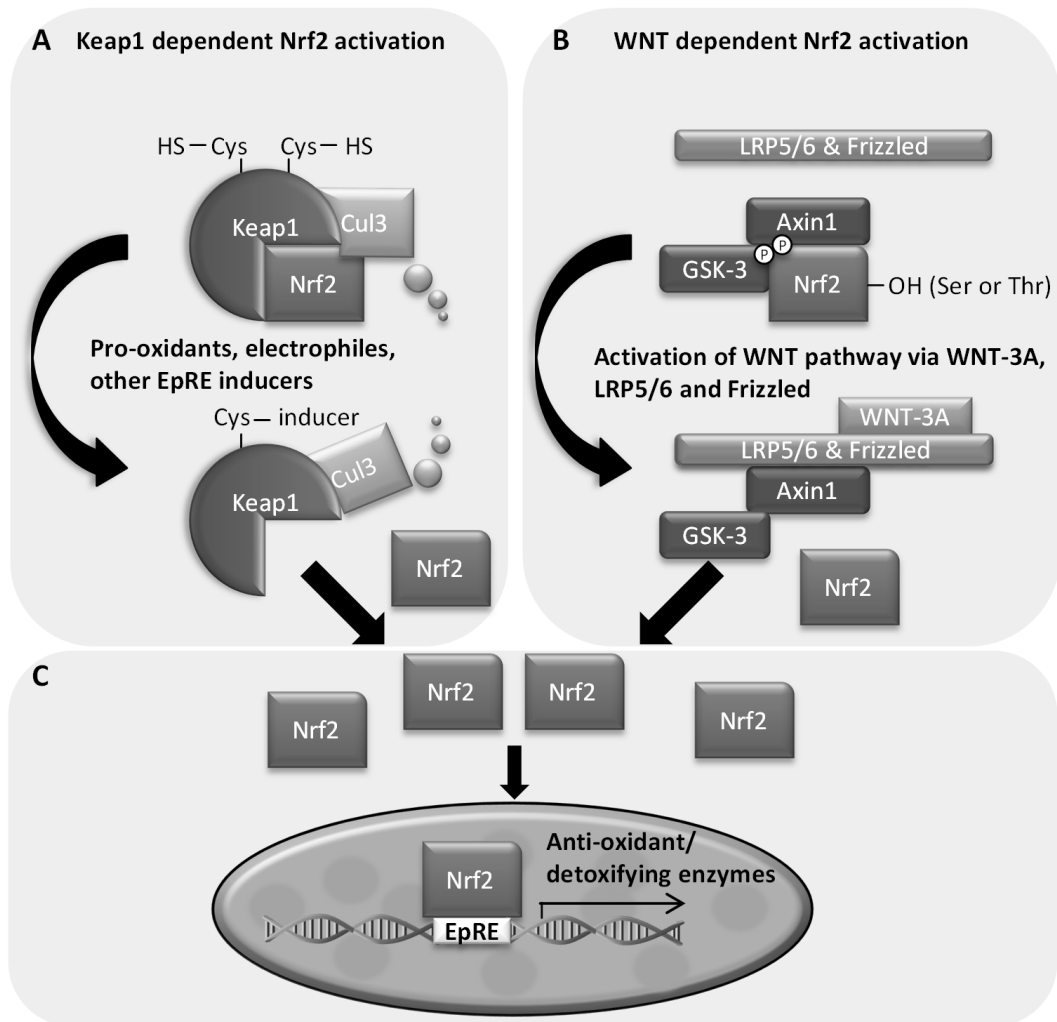 A Keap1 dependent Nrf2 activation
HS – Cys Cys – HS
Keap1
Cul3
Nrf2
Pro-oxidants, electrophiles,
other EpRE inducers
Cys – inducer
Keap1
Cul3
Nrf2
B WNT dependent Nrf2 activation
LRP5/6 & Frizzled
Axin1
P P
GSK-3
Nrf2
OH (Ser or Thr)
Activation of WNT pathway via WNT-3A,
LRP5/6 and Frizzled
WNT-3A
LRP5/6 & Frizzled
Axin1
GSK-3
Nrf2
C
Nrf2 Nrf2 Nrf2 Nrf2
Anti-oxidant/
detoxifying enzymes
Nrf2
EpRE